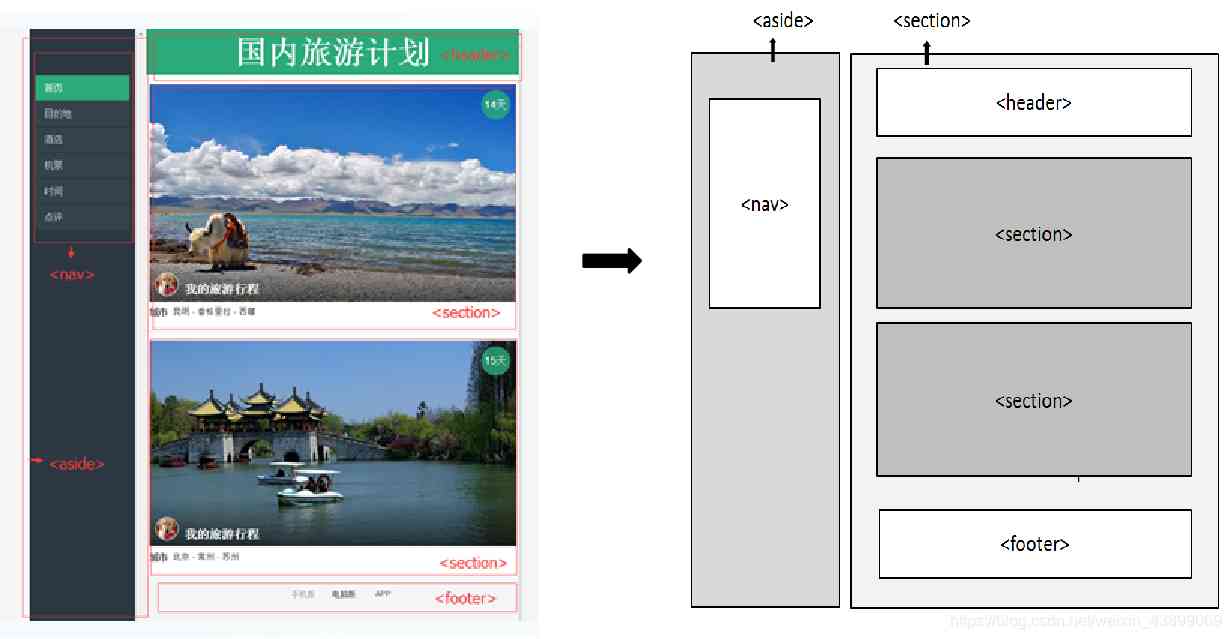 国内旅游计划
<header>
首页
目的地
酒店
机票
时间
点评
<nav>
<aside>
14天
我的旅游行程
城市 昆明 - 香格里拉 - 西藏
<section>
15天
我的旅游行程
城市 北京 - 常州 - 苏州
<section>
手机版 电脑版 APP
<footer>
<aside>
<section>
<nav>
<header>
<section>
<section>
<footer>
https://blog.csdn.net/weixin_43899069